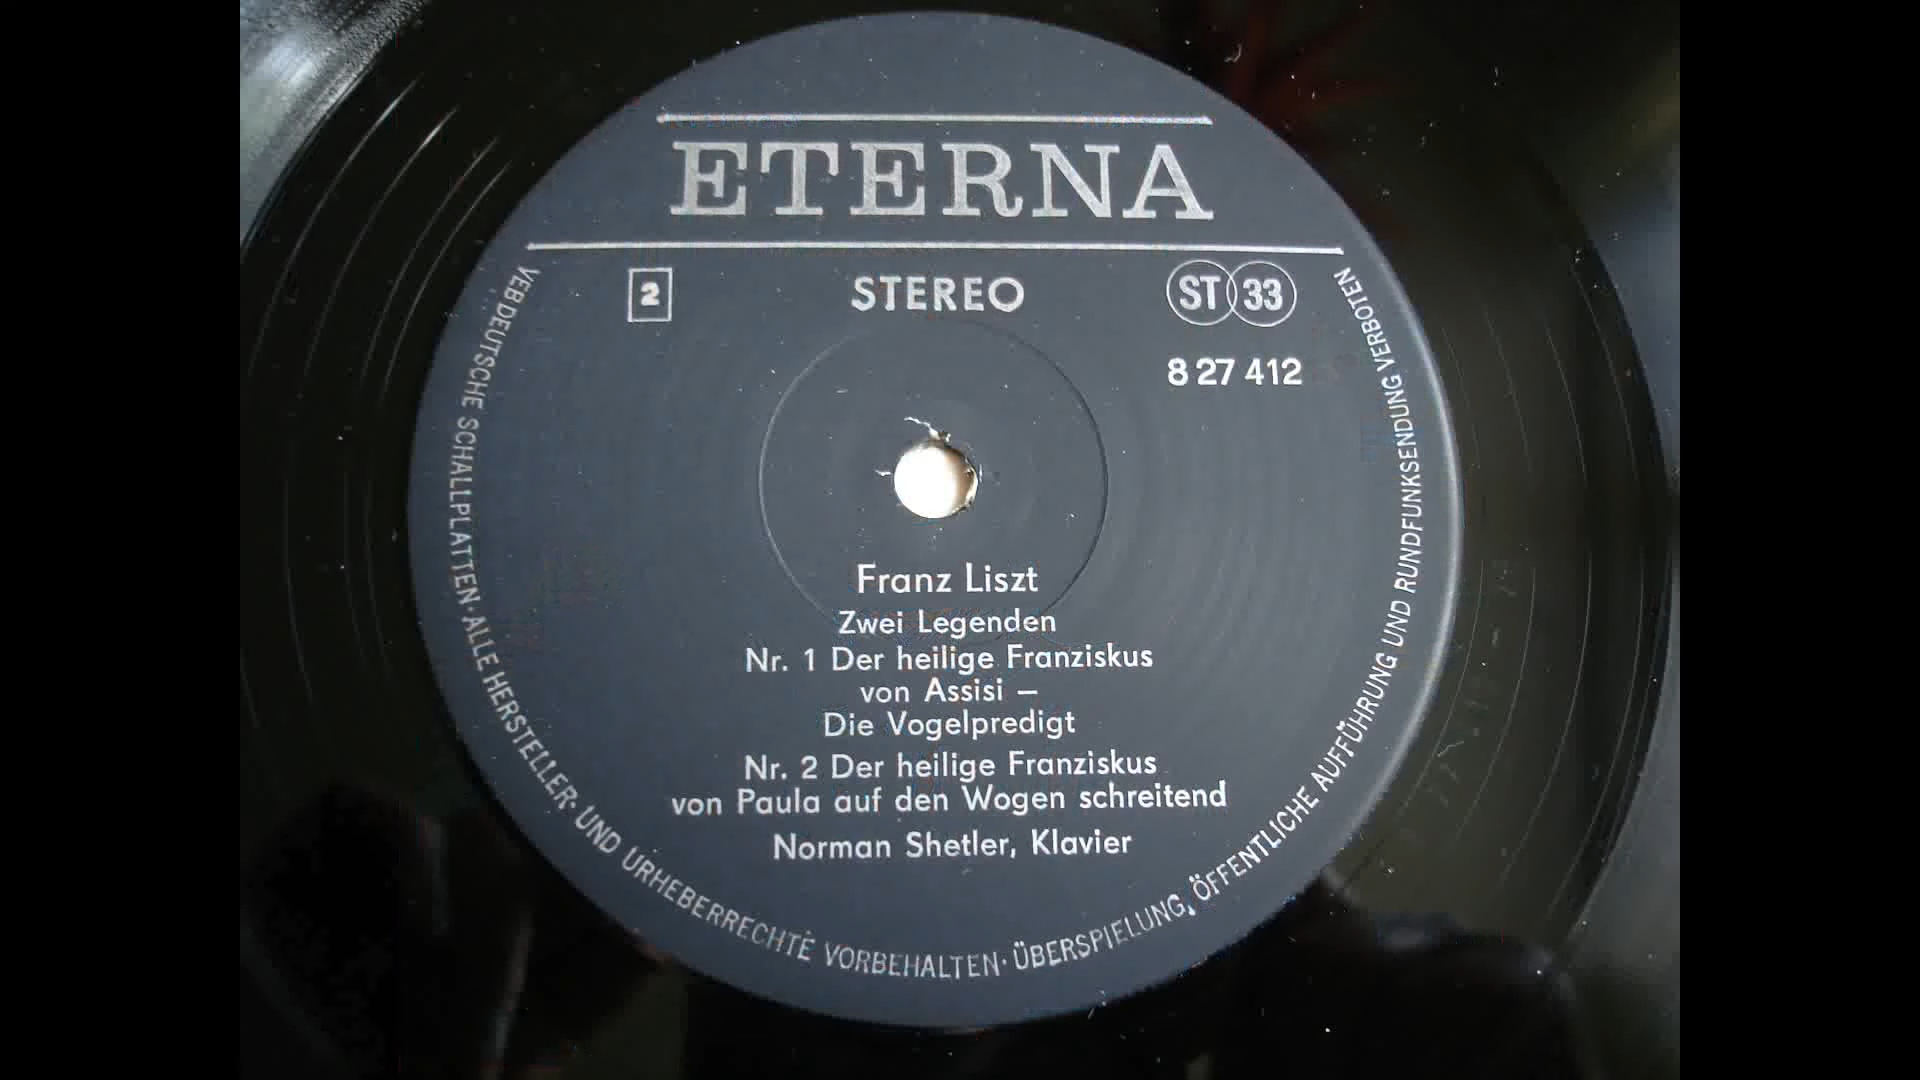 ETERNA
2
STEREO
ST 33
8 27 412
Franz Liszt
Zwei Legenden
Nr. 1 Der heilige Franziskus
von Assisi –
Die Vogelpredigt
Nr. 2 Der heilige Franziskus
von Paula auf den Wogen schreitend
Norman Shetler, Klavier
VEB DEUTSCHE SCHALLPLATTEN · ALLE HERSTELLER- UND URHEBERRECHTE VORBEHALTEN · ÜBERSPIELUNG, ÖFFENTLICHE AUFFÜHRUNG UND RUNDFUNKSENDUNG VERBOTEN